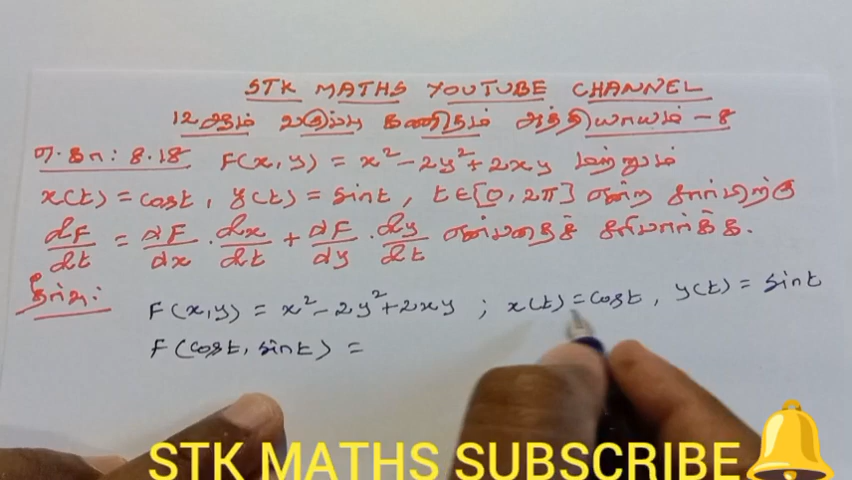 STK MATHS YOUTUBE CHANNEL
12ஆம் வகுப்பு கணிதம் அத்தியாயம் - 8
எ.கா: 8.18 F(x,y) = x² - 2y² + 2xy மற்றும்
x(t) = cost, y(t) = sint, t∈[0, 2π] என்ற சார்பிற்கு
dF/dt = ∂F/∂x · dx/dt + ∂F/∂y · dy/dt என்பதைச் சரிபார்க்க.
தீர்வு: F(x,y) = x² - 2y² + 2xy ; x(t) = cost, y(t) = sint
F(cost, sint) =
STK MATHS SUBSCRIBE